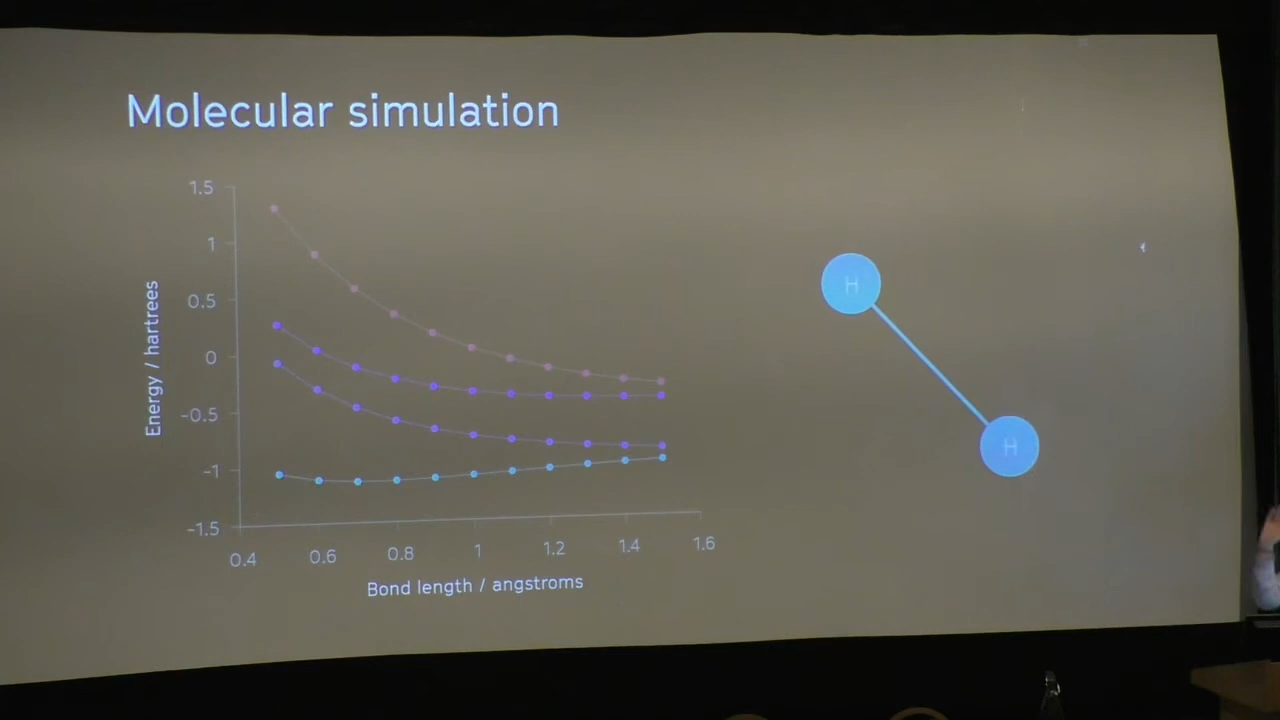 Molecular simulation
1.5
1
0.5
0
-0.5
-1
-1.5
Energy / hartrees
0.4 0.6 0.8 1 1.2 1.4 1.6
Bond length / angstroms
H
H